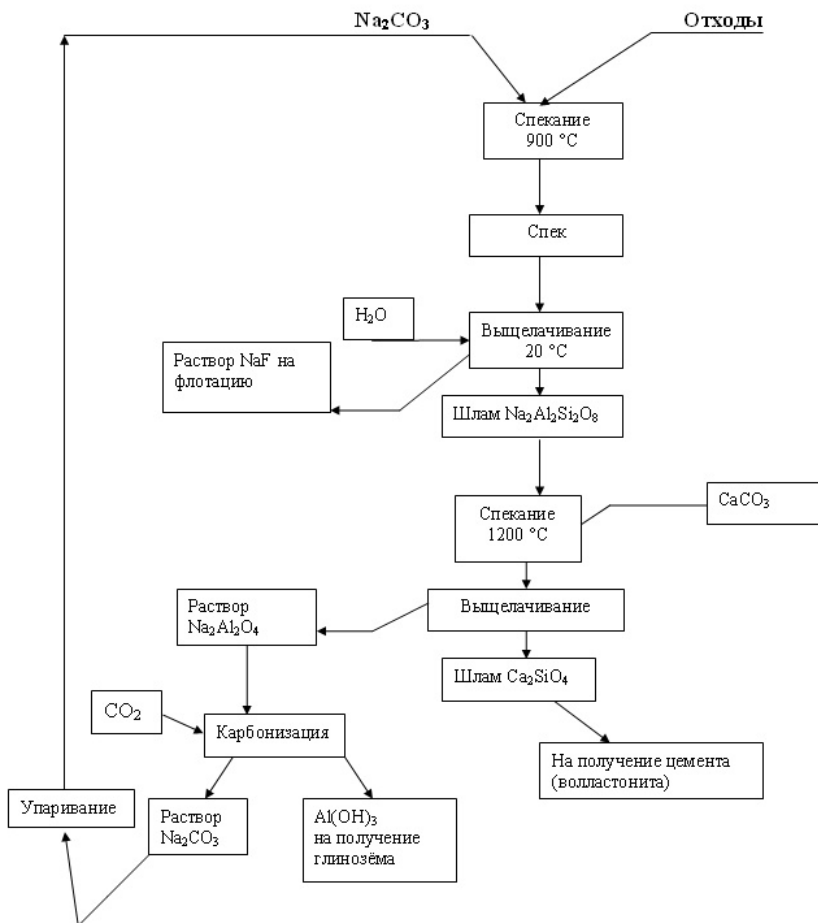 Na₂CO₃
Отходы
Спекание
900 °C
Спек
H₂O
Выщелачивание
20 °C
Раствор NaF на
флотацию
Шлам Na₂Al₂Si₂O₈
CaCO₃
Спекание
1200 °C
Раствор
Na₂Al₂O₄
Выщелачивание
Шлам Ca₂SiO₄
CO₂
Карбонизация
На получение цемента
(волластонита)
Упаривание
Раствор
Na₂CO₃
Al(OH)₃
на получение
глинозёма